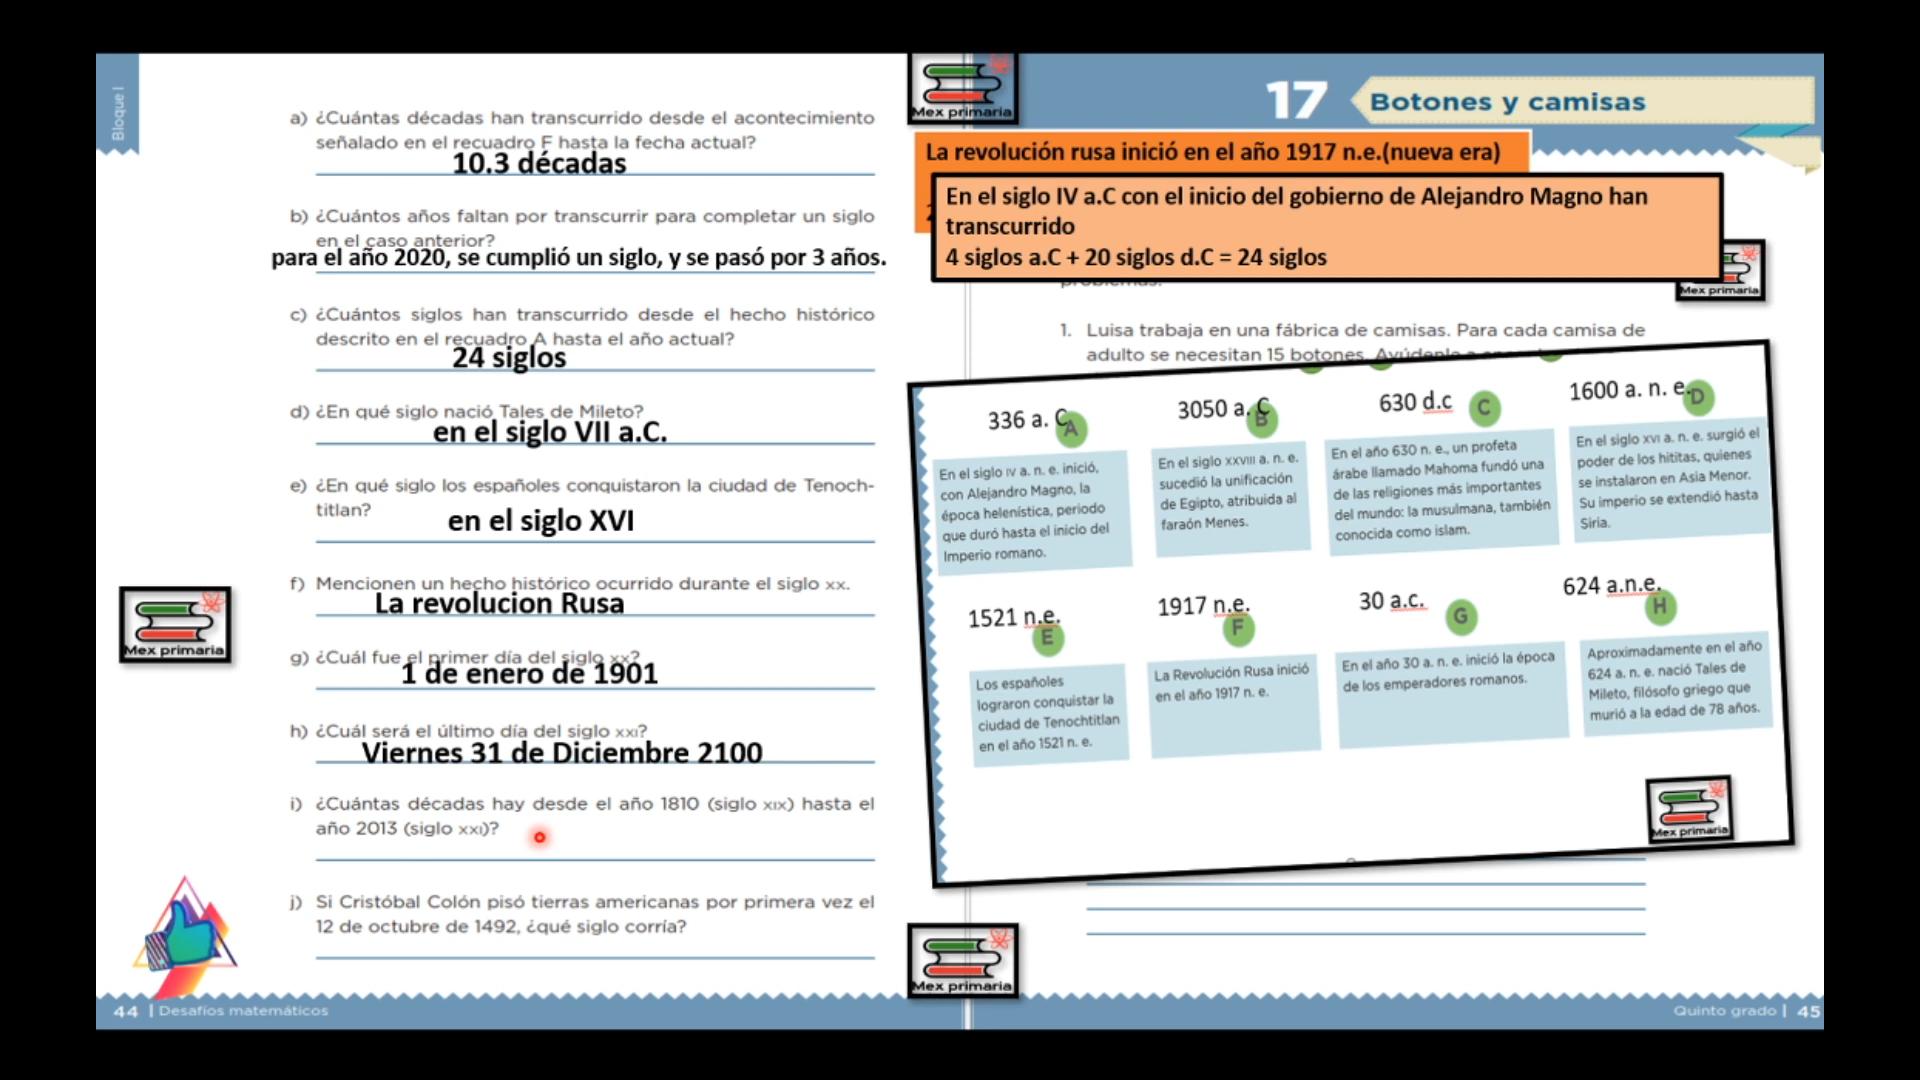 Bloque I
a) ¿Cuántas décadas han transcurrido desde el acontecimiento
señalado en el recuadro F hasta la fecha actual?
10.3 décadas
b) ¿Cuántos años faltan por transcurrir para completar un siglo
en el caso anterior?
para el año 2020, se cumplió un siglo, y se pasó por 3 años.
c) ¿Cuántos siglos han transcurrido desde el hecho histórico
descrito en el recuadro A hasta el año actual?
24 siglos
d) ¿En qué siglo nació Tales de Mileto?
en el siglo VII a.C.
e) ¿En qué siglo los españoles conquistaron la ciudad de Tenoch-
titlan?
en el siglo XVI
f) Mencionen un hecho histórico ocurrido durante el siglo XX.
La revolucion Rusa
g) ¿Cuál fue el primer día del siglo XX?
1 de enero de 1901
h) ¿Cuál será el último día del siglo XXI?
Viernes 31 de Diciembre 2100
i) ¿Cuántas décadas hay desde el año 1810 (siglo XIX) hasta el
año 2013 (siglo XXI)?
j) Si Cristóbal Colón pisó tierras americanas por primera vez el
12 de octubre de 1492, ¿qué siglo corría?
Mex primaria
44 | Desafíos matemáticos
Mex primaria
17 Botones y camisas
La revolución rusa inició en el año 1917 n.e.(nueva era)
En el siglo IV a.C con el inicio del gobierno de Alejandro Magno han
transcurrido
4 siglos a.C + 20 siglos d.C = 24 siglos
Mex primaria
problemas.
1. Luisa trabaja en una fábrica de camisas. Para cada camisa de
adulto se necesitan 15 botones. Ayúdenle a
336 a. C
A
En el siglo IV a. n. e. inició,
con Alejandro Magno, la
época helenística, periodo
que duró hasta el inicio del
Imperio romano.
3050 a. C
B
En el siglo XXVIII a. n. e.
sucedió la unificación
de Egipto, atribuida al
faraón Menes.
630 d.c
C
En el año 630 n. e., un profeta
árabe llamado Mahoma fundó una
de las religiones más importantes
del mundo: la musulmana, también
conocida como islam.
1600 a. n. e.
D
En el siglo XVI a. n. e. surgió el
poder de los hititas, quienes
se instalaron en Asia Menor.
Su imperio se extendió hasta
Siria.
1521 n.e.
E
Los españoles
lograron conquistar la
ciudad de Tenochtitlan
en el año 1521 n. e.
1917 n.e.
F
La Revolución Rusa inició
en el año 1917 n. e.
30 a.c.
G
En el año 30 a. n. e. inició la época
de los emperadores romanos.
624 a.n.e.
H
Aproximadamente en el año
624 a. n. e. nació Tales de
Mileto, filósofo griego que
murió a la edad de 78 años.
Mex primaria
Mex primaria
Quinto grado | 45